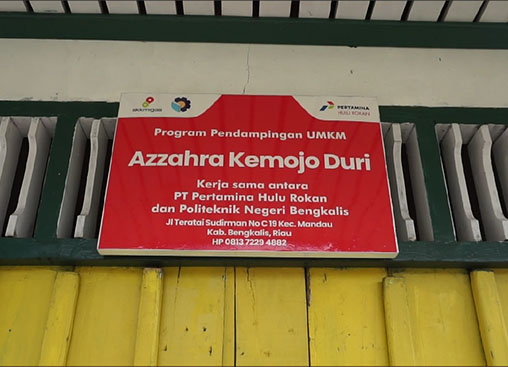 skkmigas
PERTAMINA
HULU ROKAN
Program Pendampingan UMKM
Azzahra Kemojo Duri
Kerja sama antara
PT Pertamina Hulu Rokan
dan Politeknik Negeri Bengkalis
Jl Teratai Sudirman No C 19 Kec. Mandau
Kab. Bengkalis, Riau
HP 0813 7229 4882